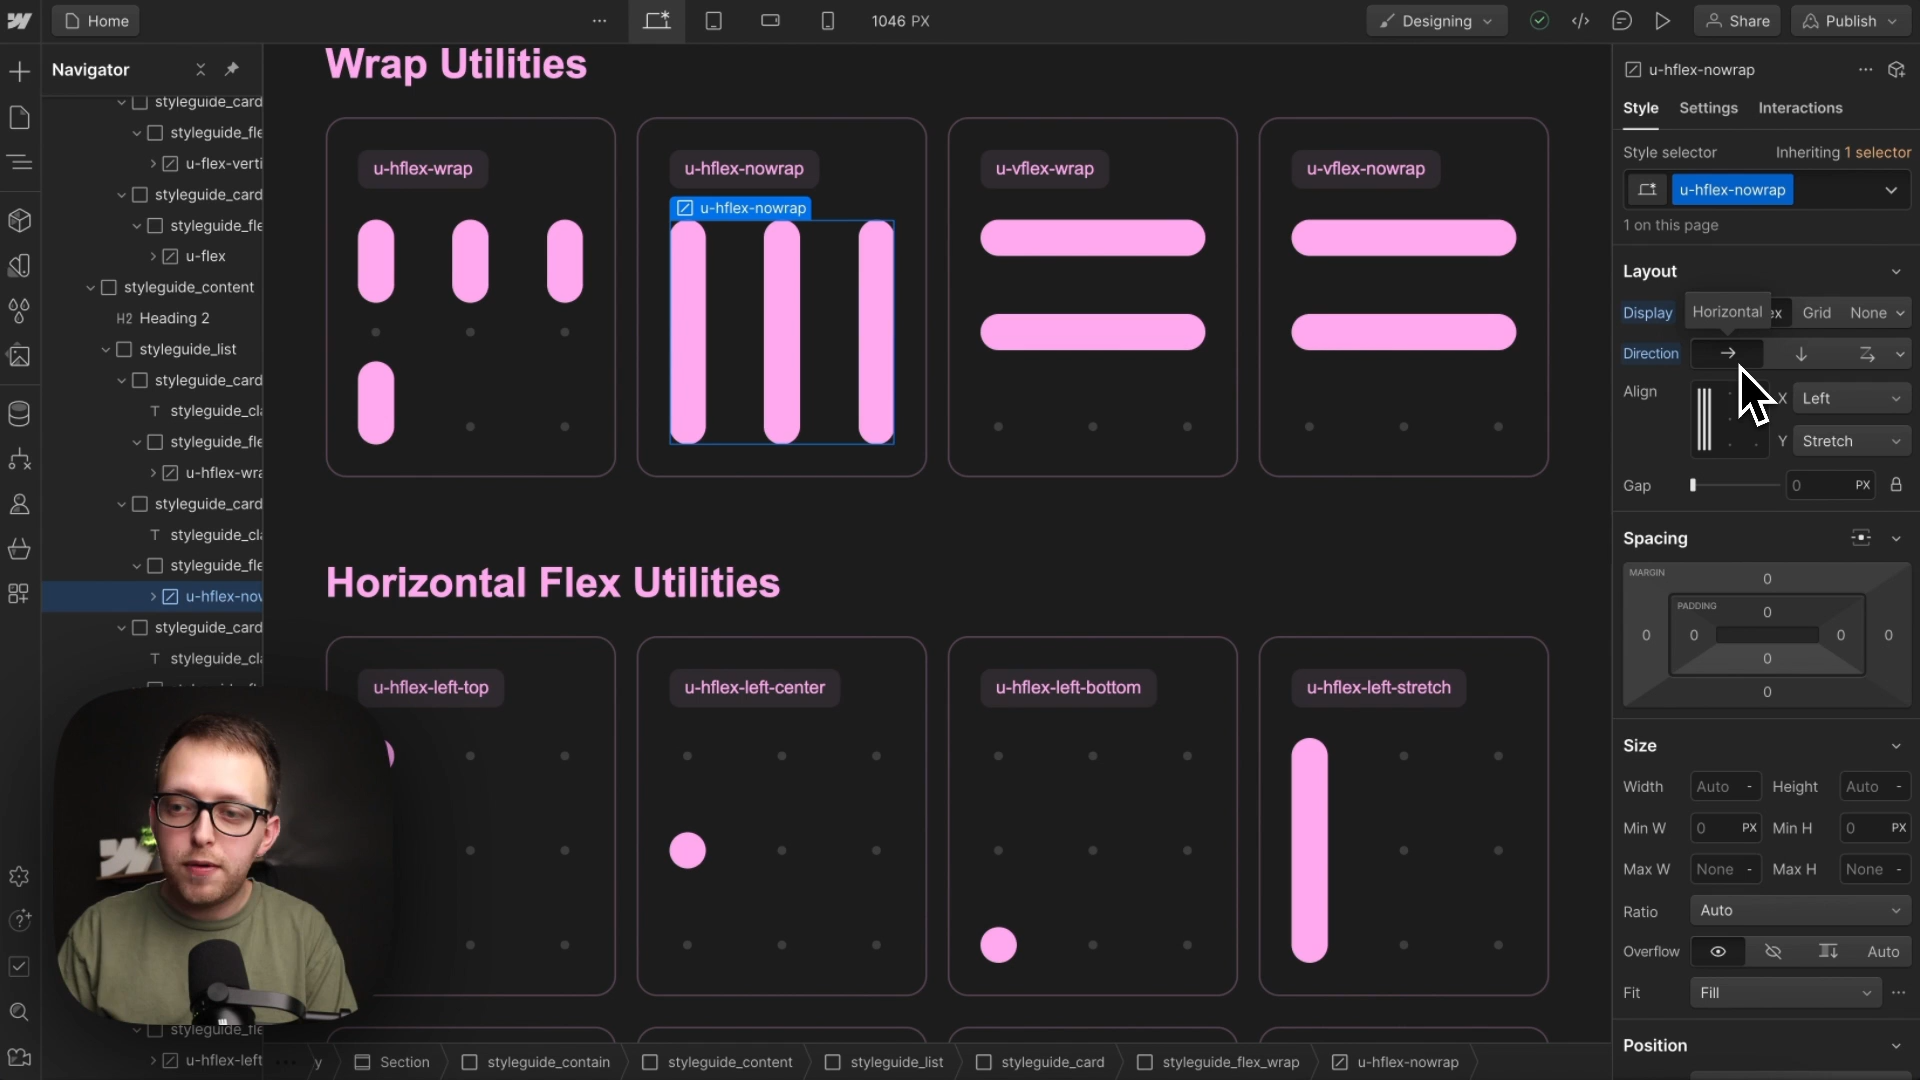 Home
1046 PX
Designing
Share
Publish
Navigator
styleguide_card
styleguide_fle
u-flex-verti
styleguide_card
styleguide_fle
u-flex
styleguide_content
H2 Heading 2
styleguide_list
styleguide_card
T styleguide_cla
styleguide_fle
u-hflex-wra
styleguide_card
T styleguide_cla
styleguide_fle
u-hflex-nov
styleguide_card
T styleguide_cla
styleguide_fle
u-hflex-left
Wrap Utilities
u-hflex-wrap
u-hflex-nowrap
u-vflex-wrap
u-vflex-nowrap
u-hflex-nowrap
Horizontal Flex Utilities
u-hflex-left-top
u-hflex-left-center
u-hflex-left-bottom
u-hflex-left-stretch
y
Section
styleguide_contain
styleguide_content
styleguide_list
styleguide_card
styleguide_flex_wrap
u-hflex-nowrap
u-hflex-nowrap
Style
Settings
Interactions
Style selector
Inheriting 1 selector
u-hflex-nowrap
1 on this page
Layout
Display
Horizontal
ex
Grid
None
Direction
Align
X
Left
Y
Stretch
Gap
0
PX
Spacing
MARGIN
0
PADDING
0
0
0
0
0
0
0
Size
Width
Auto
-
Height
Auto
-
Min W
0
PX
Min H
0
PX
Max W
None
-
Max H
None
-
Ratio
Auto
Overflow
Auto
Fit
Fill
Position